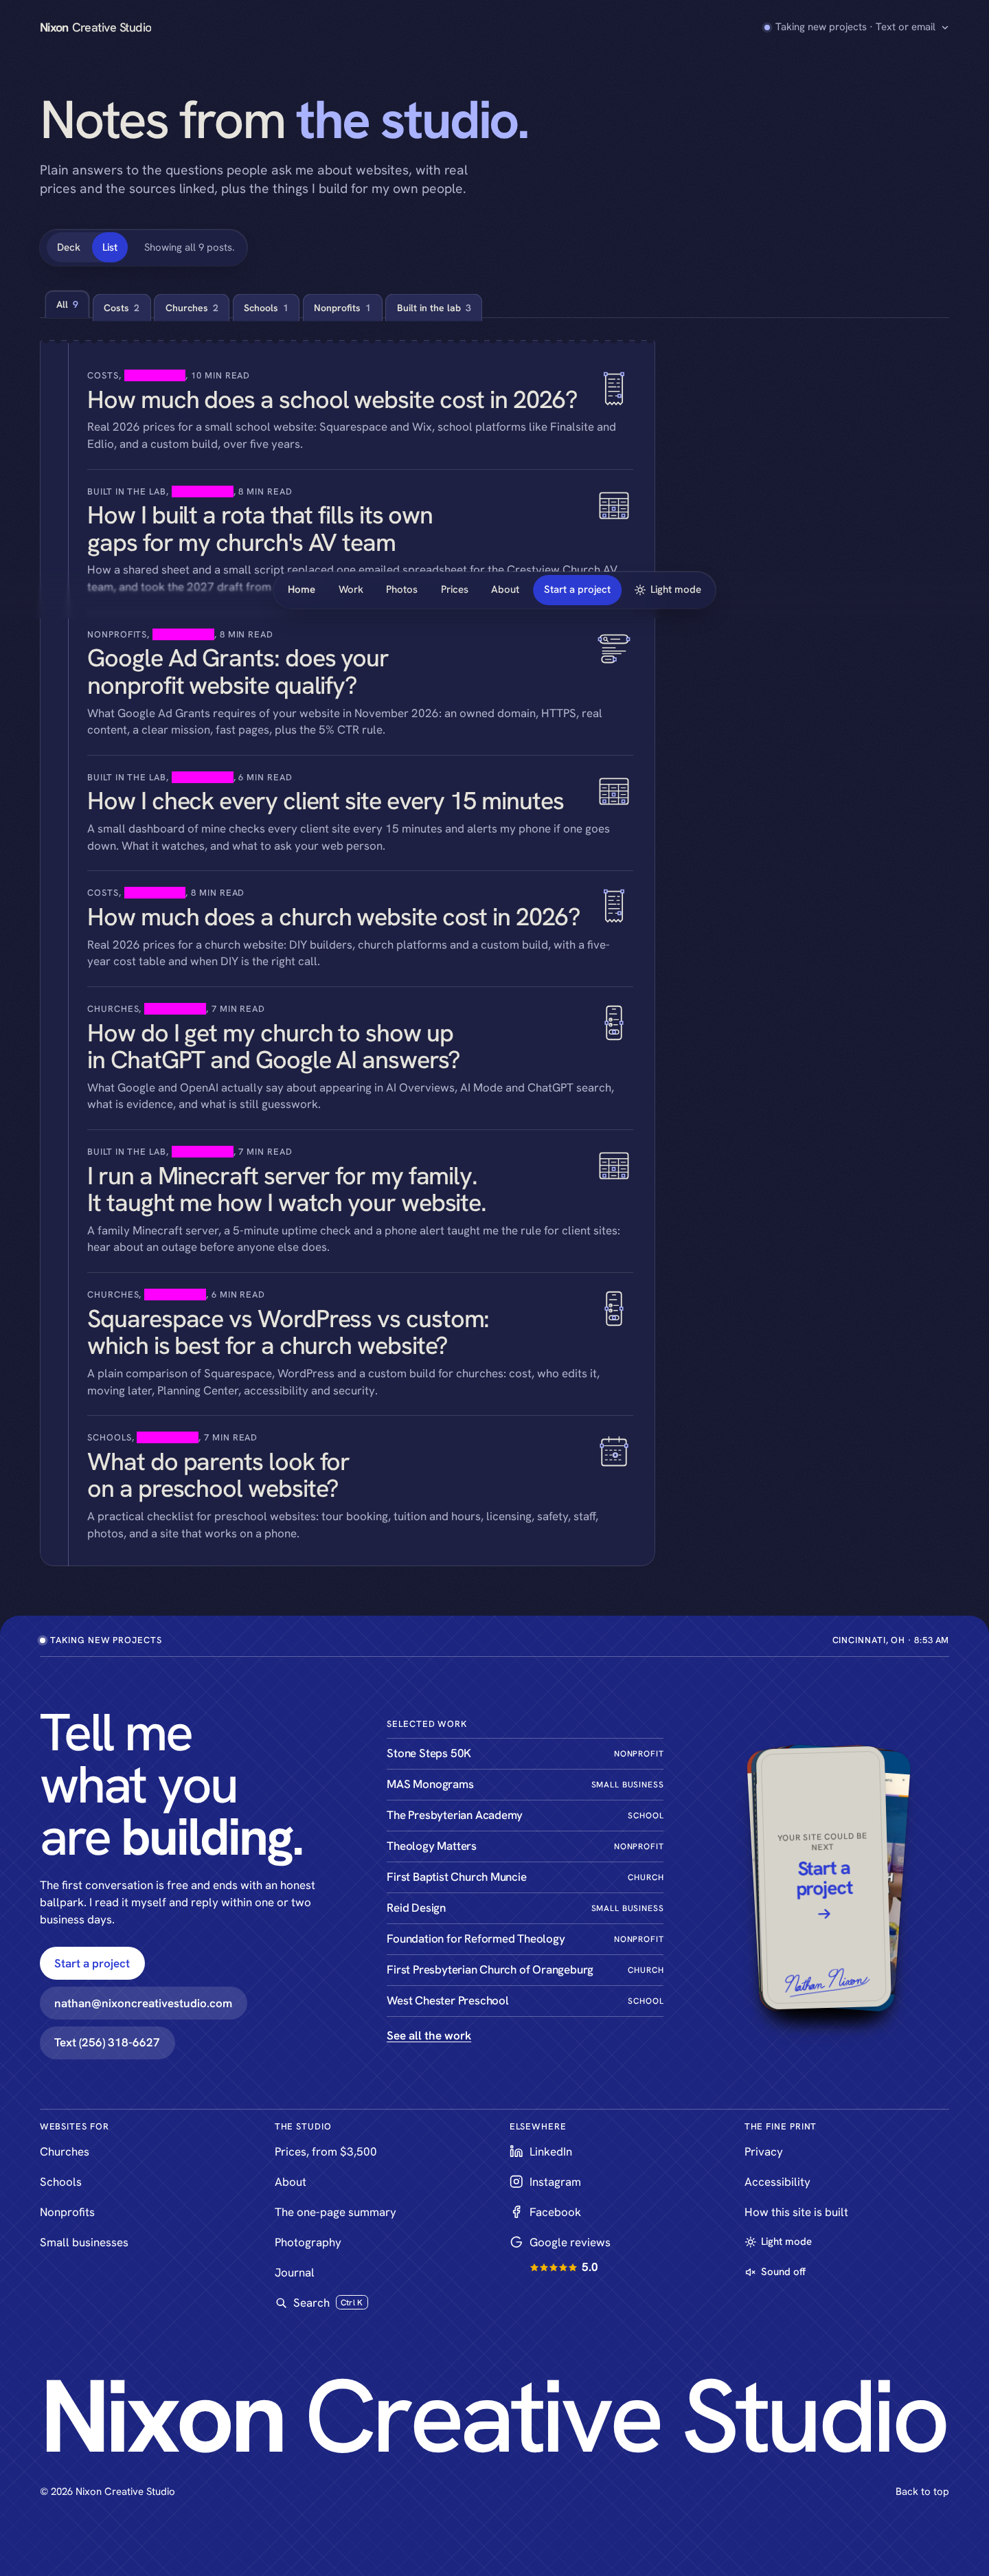 Nixon Creative Studio
Taking new projects · Text or email
Notes from the studio.
Plain answers to the questions people ask me about websites, with real
prices and the sources linked, plus the things I build for my own people.
Deck List Showing all 9 posts.
All 9 Costs 2 Churches 2 Schools 1 Nonprofits 1 Built in the lab 3
COSTS, , 10 MIN READ
How much does a school website cost in 2026?
Real 2026 prices for a small school website: Squarespace and Wix, school platforms like Finalsite and
Edlio, and a custom build, over five years.
BUILT IN THE LAB, , 8 MIN READ
How I built a rota that fills its own
gaps for my church's AV team
How a shared sheet and a small script replaced one emailed spreadsheet for the Crestview Church AV
team, and took the 2027 draft from
Home Work Photos Prices About Start a project Light mode
NONPROFITS, , 8 MIN READ
Google Ad Grants: does your
nonprofit website qualify?
What Google Ad Grants requires of your website in November 2026: an owned domain, HTTPS, real
content, a clear mission, fast pages, plus the 5% CTR rule.
BUILT IN THE LAB, , 6 MIN READ
How I check every client site every 15 minutes
A small dashboard of mine checks every client site every 15 minutes and alerts my phone if one goes
down. What it watches, and what to ask your web person.
COSTS, , 8 MIN READ
How much does a church website cost in 2026?
Real 2026 prices for a church website: DIY builders, church platforms and a custom build, with a five-
year cost table and when DIY is the right call.
CHURCHES, , 7 MIN READ
How do I get my church to show up
in ChatGPT and Google AI answers?
What Google and OpenAI actually say about appearing in AI Overviews, AI Mode and ChatGPT search,
what is evidence, and what is still guesswork.
BUILT IN THE LAB, , 7 MIN READ
I run a Minecraft server for my family.
It taught me how I watch your website.
A family Minecraft server, a 5-minute uptime check and a phone alert taught me the rule for client sites:
hear about an outage before anyone else does.
CHURCHES, , 6 MIN READ
Squarespace vs WordPress vs custom:
which is best for a church website?
A plain comparison of Squarespace, WordPress and a custom build for churches: cost, who edits it,
moving later, Planning Center, accessibility and security.
SCHOOLS, , 7 MIN READ
What do parents look for
on a preschool website?
A practical checklist for preschool websites: tour booking, tuition and hours, licensing, safety, staff,
photos, and a site that works on a phone.
TAKING NEW PROJECTS
CINCINNATI, OH · 8:53 AM
Tell me
what you
are building.
The first conversation is free and ends with an honest
ballpark. I read it myself and reply within one or two
business days.
Start a project
nathan@nixoncreativestudio.com
Text (256) 318-6627
SELECTED WORK
Stone Steps 50K NONPROFIT
MAS Monograms SMALL BUSINESS
The Presbyterian Academy SCHOOL
Theology Matters NONPROFIT
First Baptist Church Muncie CHURCH
Reid Design SMALL BUSINESS
Foundation for Reformed Theology NONPROFIT
First Presbyterian Church of Orangeburg CHURCH
West Chester Preschool SCHOOL
See all the work
YOUR SITE COULD BE
NEXT
Start a
project
Nathan Nixon
WEBSITES FOR
Churches
Schools
Nonprofits
Small businesses
THE STUDIO
Prices, from $3,500
About
The one-page summary
Photography
Journal
Search Ctrl K
ELSEWHERE
LinkedIn
Instagram
Facebook
Google reviews
5.0
THE FINE PRINT
Privacy
Accessibility
How this site is built
Light mode
Sound off
Nixon Creative Studio
© 2026 Nixon Creative Studio
Back to top